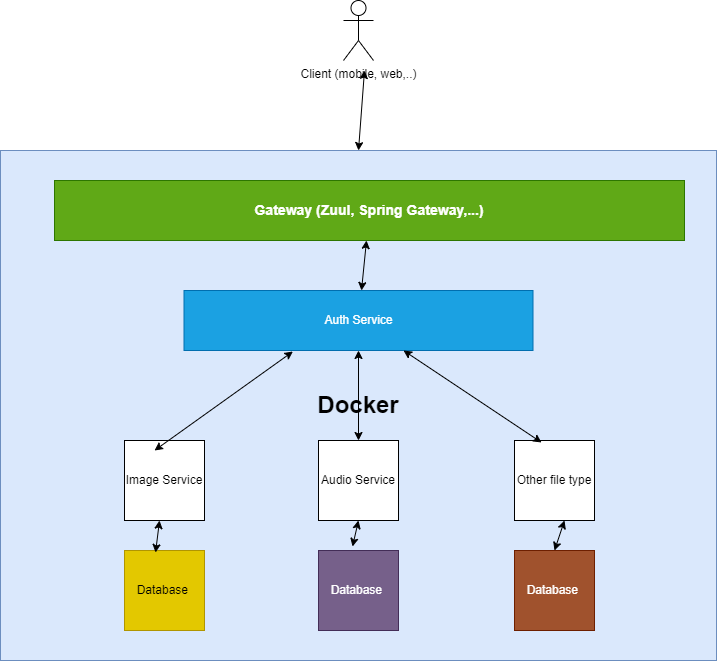 Client (mobile, web,..)
Gateway (Zuul, Spring Gateway,...)
Auth Service
Docker
Image Service
Audio Service
Other file type
Database
Database
Database